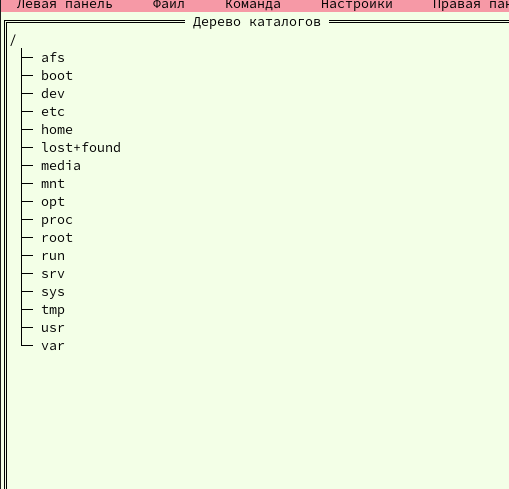 Левая панель Файл Команда Настройки Правая
Дерево каталогов
/
afs
boot
dev
etc
home
lost+found
media
mnt
opt
proc
root
run
srv
sys
tmp
usr
var